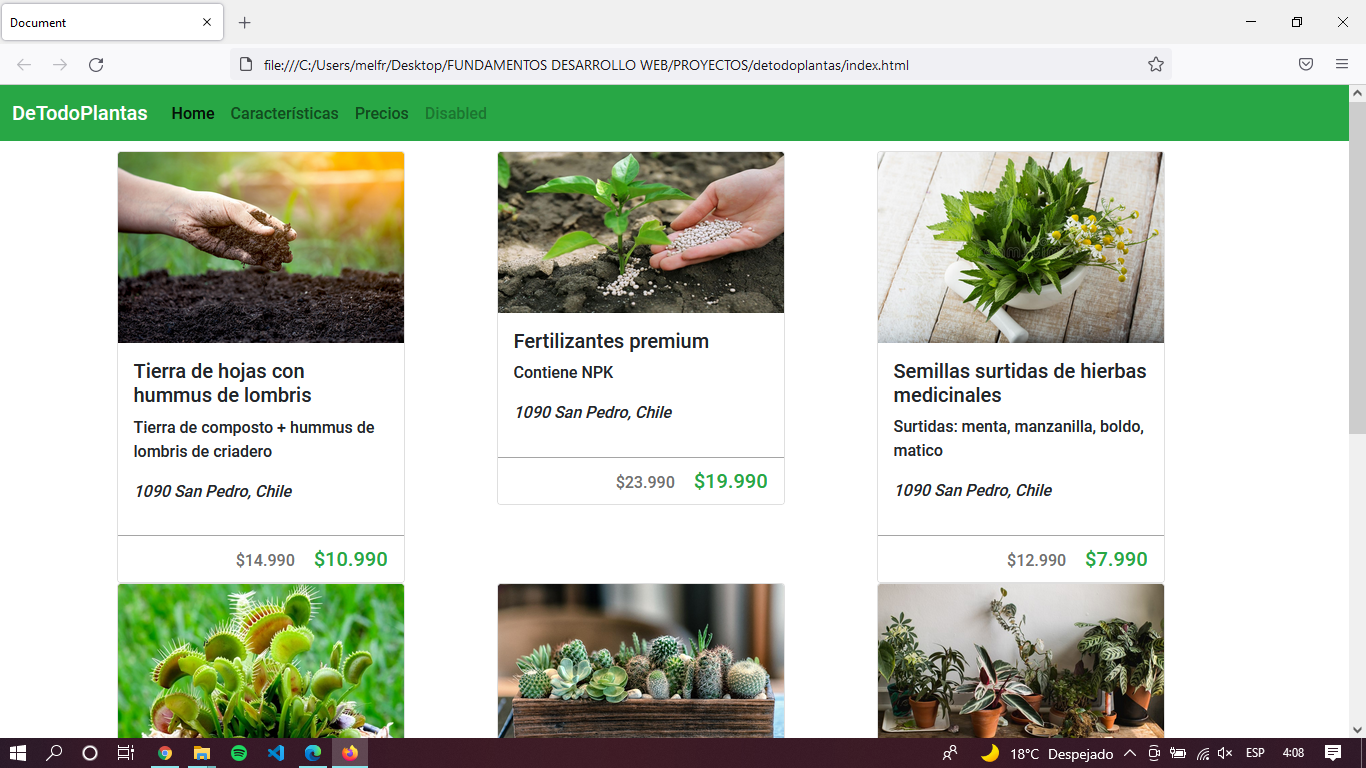 Document
file:///C:/Users/melfr/Desktop/FUNDAMENTOS DESARROLLO WEB/PROYECTOS/detodoplantas/index.html
DeTodoPlantas Home Características Precios Disabled
Tierra de hojas con
hummus de lombris
Tierra de composto + hummus de
lombris de criadero
1090 San Pedro, Chile
$14.990 $10.990
Fertilizantes premium
Contiene NPK
1090 San Pedro, Chile
$23.990 $19.990
Semillas surtidas de hierbas
medicinales
Surtidas: menta, manzanilla, boldo,
matico
1090 San Pedro, Chile
$12.990 $7.990
18°C Despejado ESP 4:08